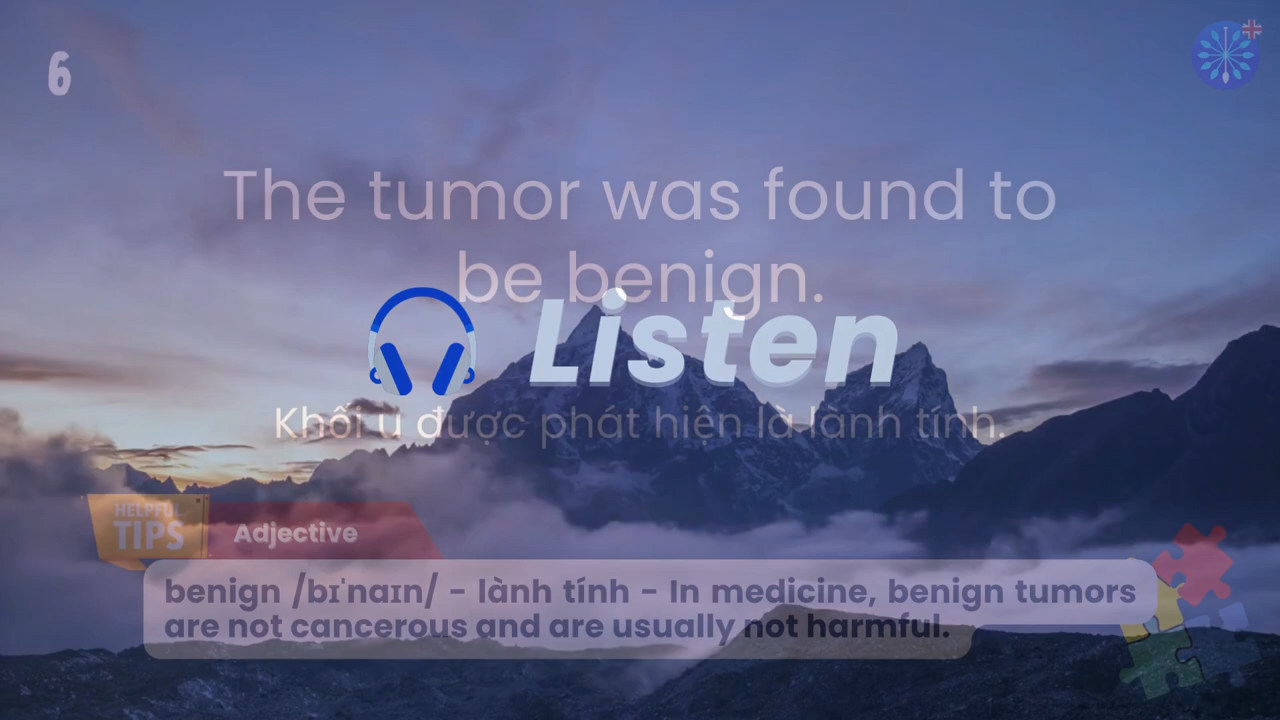 6
The tumor was found to
be benign.
Listen
Khối u được phát hiện là lành tính.
HELPFUL
TIPS
Adjective
benign /bɪˈnaɪn/ - lành tính - In medicine, benign tumors
are not cancerous and are usually not harmful.